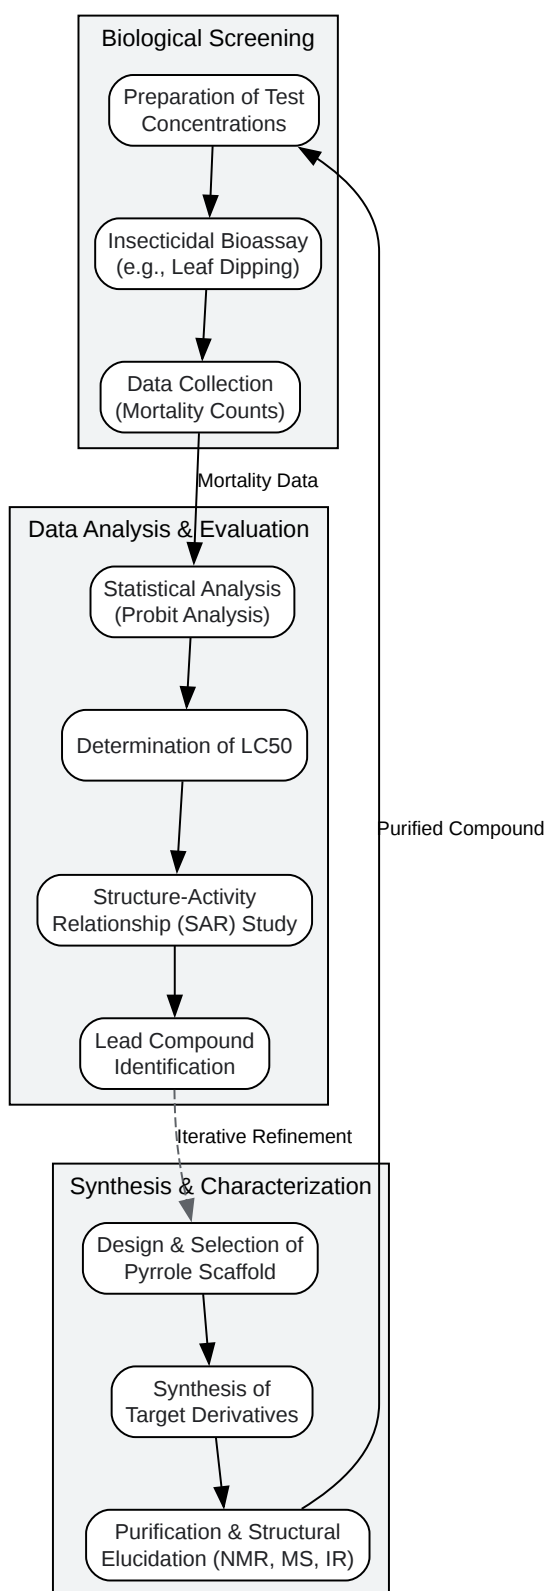 Biological Screening
Preparation of Test
Concentrations
Insecticidal Bioassay
(e.g., Leaf Dipping)
Data Collection
(Mortality Counts)
Mortality Data
Data Analysis & Evaluation
Statistical Analysis
(Probit Analysis)
Determination of LC50
Purified Compound
Structure-Activity
Relationship (SAR) Study
Lead Compound
Identification
Iterative Refinement
Synthesis & Characterization
Design & Selection of
Pyrrole Scaffold
Synthesis of
Target Derivatives
Purification & Structural
Elucidation (NMR, MS, IR)